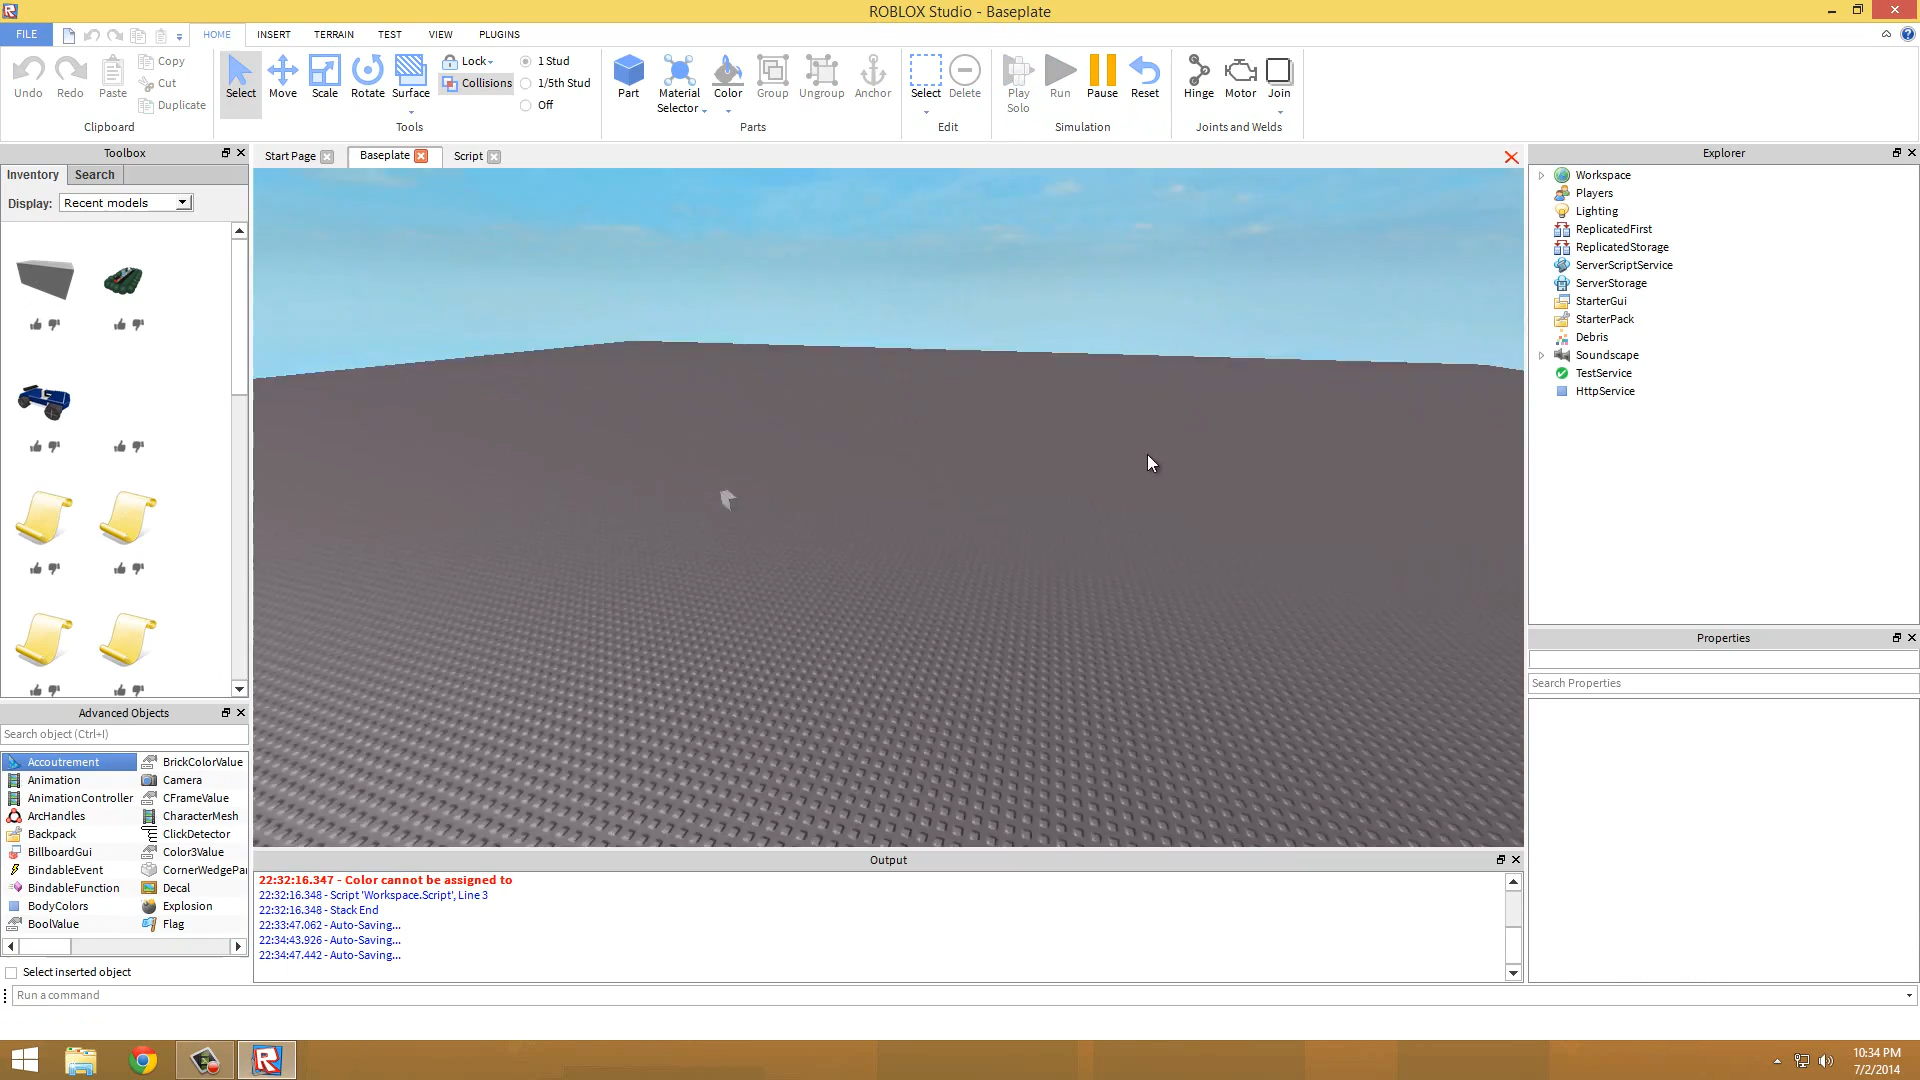 ROBLOX Studio - Baseplate
FILE
HOME
INSERT
TERRAIN
TEST
VIEW
PLUGINS
Undo
Redo
Paste
Copy
Cut
Duplicate
Clipboard
Select
Move
Scale
Rotate
Surface
Lock
Collisions
1 Stud
1/5th Stud
Off
Tools
Part
Material
Selector
Color
Group
Ungroup
Anchor
Parts
Select
Delete
Edit
Play
Solo
Run
Pause
Reset
Simulation
Hinge
Motor
Join
Joints and Welds
Toolbox
Inventory
Search
Display: Recent models
Start Page
Baseplate
Script
Explorer
Workspace
Players
Lighting
ReplicatedFirst
ReplicatedStorage
ServerScriptService
ServerStorage
StarterGui
StarterPack
Debris
Soundscape
TestService
HttpService
Properties
Search Properties
Advanced Objects
Search object (Ctrl+I)
Accoutrement
Animation
AnimationController
ArcHandles
Backpack
BillboardGui
BindableEvent
BindableFunction
BodyColors
BoolValue
BrickColorValue
Camera
CFrameValue
CharacterMesh
ClickDetector
Color3Value
CornerWedgePa
Decal
Explosion
Flag
Select inserted object
Output
22:32:16.347 - Color cannot be assigned to
22:32:16.348 - Script 'Workspace.Script', Line 3
22:32:16.348 - Stack End
22:33:47.062 - Auto-Saving...
22:34:43.926 - Auto-Saving...
22:34:47.442 - Auto-Saving...
Run a command
10:34 PM
7/2/2014